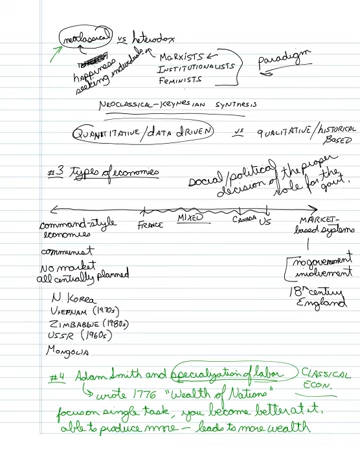 neoclassical vs heterodox
happiness seeking individuals
MARXISTS
INSTITUTIONALISTS
FEMINISTS
paradigm
NEOCLASSICAL-KEYNESIAN SYNTHESIS
QUANTITATIVE/DATA DRIVEN vs QUALITATIVE/HISTORICAL BASED
#3 Types of economies
Social/political
decision of the proper
role for the
govt.
command-style economies
FRANCE
MIXED
CANADA
US
MARKET-based systems
communist
NO market
all centrally planned
no government involvement
18th century England
N. Korea
VIETNAM (1970s)
ZIMBABWE (1980s)
USSR (1960s)
MONGOLIA
#4 Adam Smith and specialization of labor
CLASSICAL ECON.
wrote 1776 "Wealth of Nations"
focus on single task, you become better at it.
able to produce more - leads to more wealth